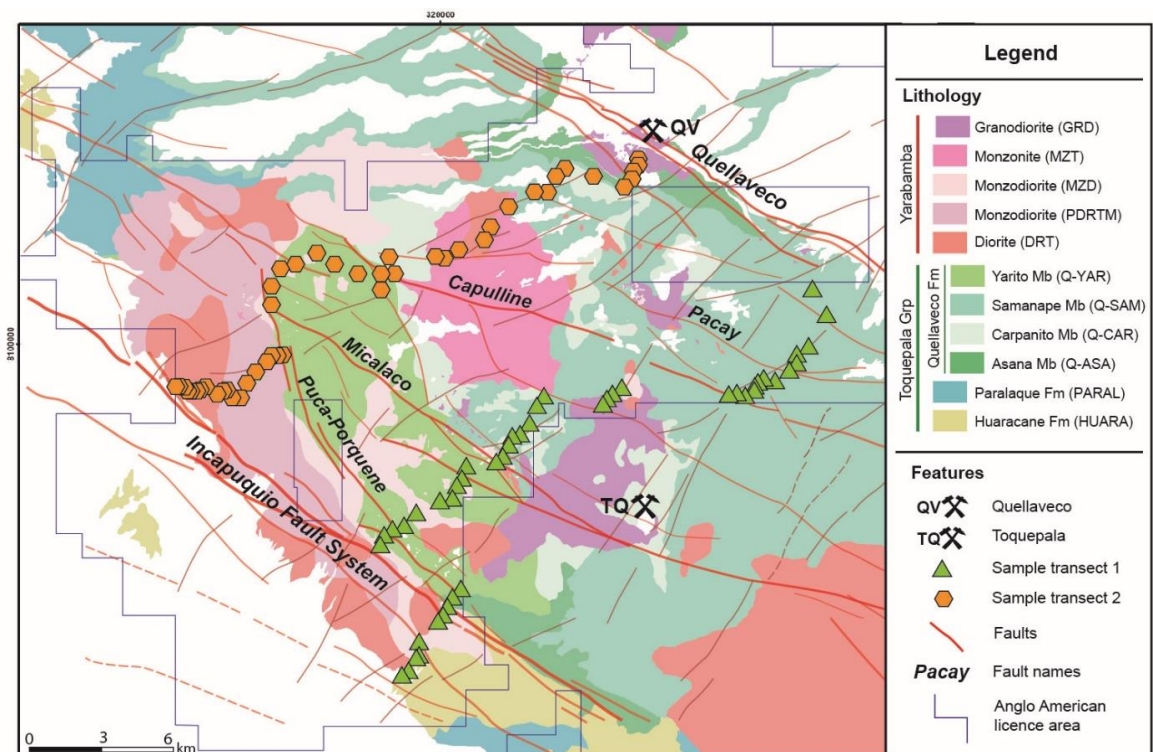 320000
8100000
QV
Quellaveco
Capulline
Pacay
Micalaco
Puca-Porquene
Incapuquio Fault System
TQ
0 3 6 km
Legend
Lithology
Yarabamba
Granodiorite (GRD)
Monzonite (MZT)
Monzodiorite (MZD)
Monzodiorite (PDRTM)
Diorite (DRT)
Toquepala Grp
Quellaveco Fm
Yarito Mb (Q-YAR)
Samanape Mb (Q-SAM)
Carpanito Mb (Q-CAR)
Asana Mb (Q-ASA)
Paralaque Fm (PARAL)
Huaracane Fm (HUARA)
Features
QV Quellaveco
TQ Toquepala
Sample transect 1
Sample transect 2
Faults
Pacay Fault names
Anglo American
licence area